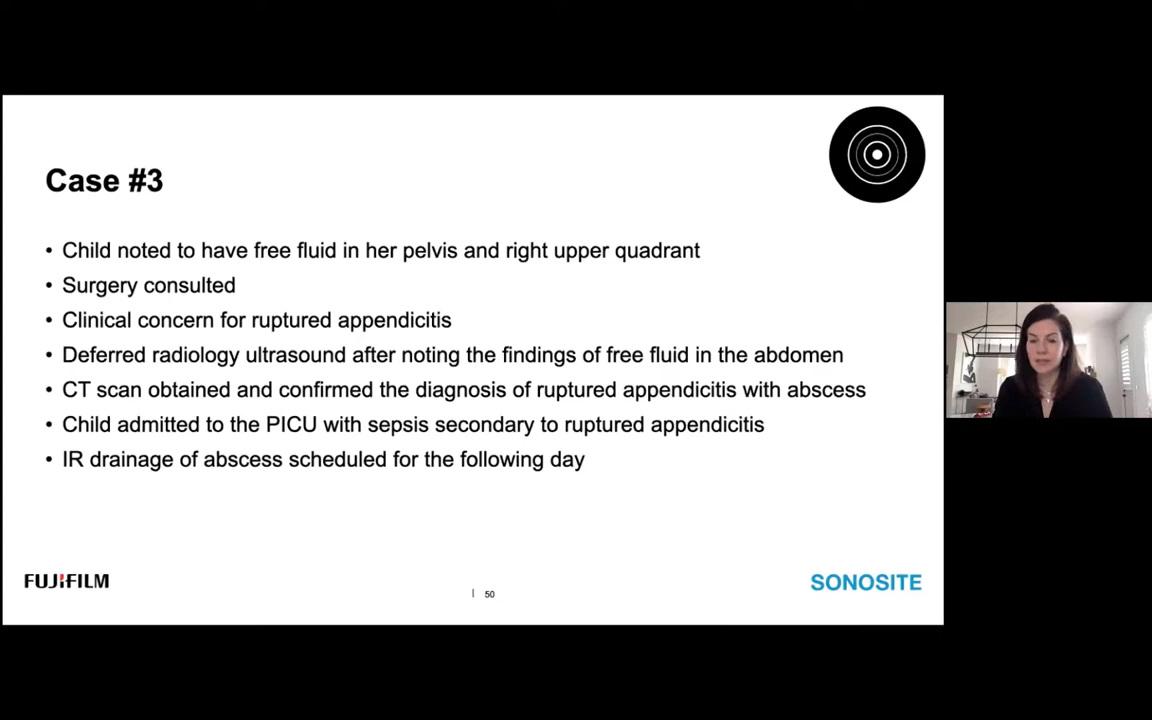 Case #3
• Child noted to have free fluid in her pelvis and right upper quadrant
• Surgery consulted
• Clinical concern for ruptured appendicitis
• Deferred radiology ultrasound after noting the findings of free fluid in the abdomen
• CT scan obtained and confirmed the diagnosis of ruptured appendicitis with abscess
• Child admitted to the PICU with sepsis secondary to ruptured appendicitis
• IR drainage of abscess scheduled for the following day
FUJIFILM
| 50
SONOSITE